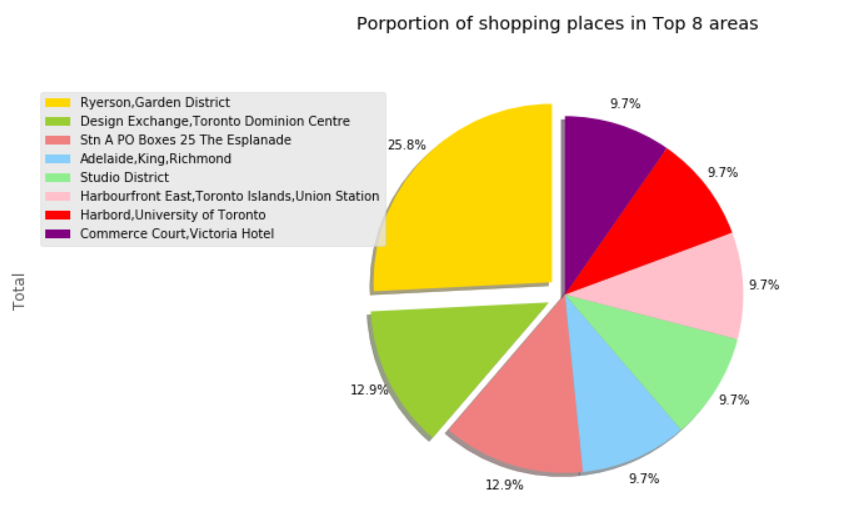 Porportion of shopping places in Top 8 areas
Ryerson,Garden District
Design Exchange,Toronto Dominion Centre
Stn A PO Boxes 25 The Esplanade
Adelaide,King,Richmond
Studio District
Harbourfront East,Toronto Islands,Union Station
Harbord,University of Toronto
Commerce Court,Victoria Hotel
9.7%
25.8%
9.7%
9.7%
Total
12.9%
9.7%
9.7%
12.9%